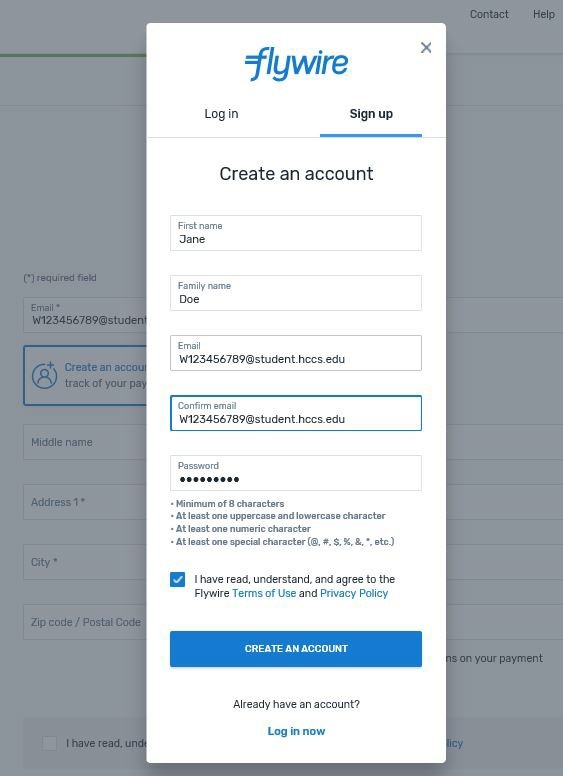 Contact Help
flywire
Log in Sign up
Create an account
First name
Jane
Family name
Doe
Email
W123456789@student.hccs.edu
Confirm email
W123456789@student.hccs.edu
Password
•••••••••
• Minimum of 8 characters
• At least one uppercase and lowercase character
• At least one numeric character
• At least one special character (@, #, $, %, &, *, etc.)
I have read, understand, and agree to the
Flywire Terms of Use and Privacy Policy
CREATE AN ACCOUNT
Already have an account?
Log in now
(*) required field
Email *
W123456789@student
Create an accou
track of your pay
Middle name
Address 1 *
City *
Zip code / Postal Code
ns on your payment
I have read, unde
licy